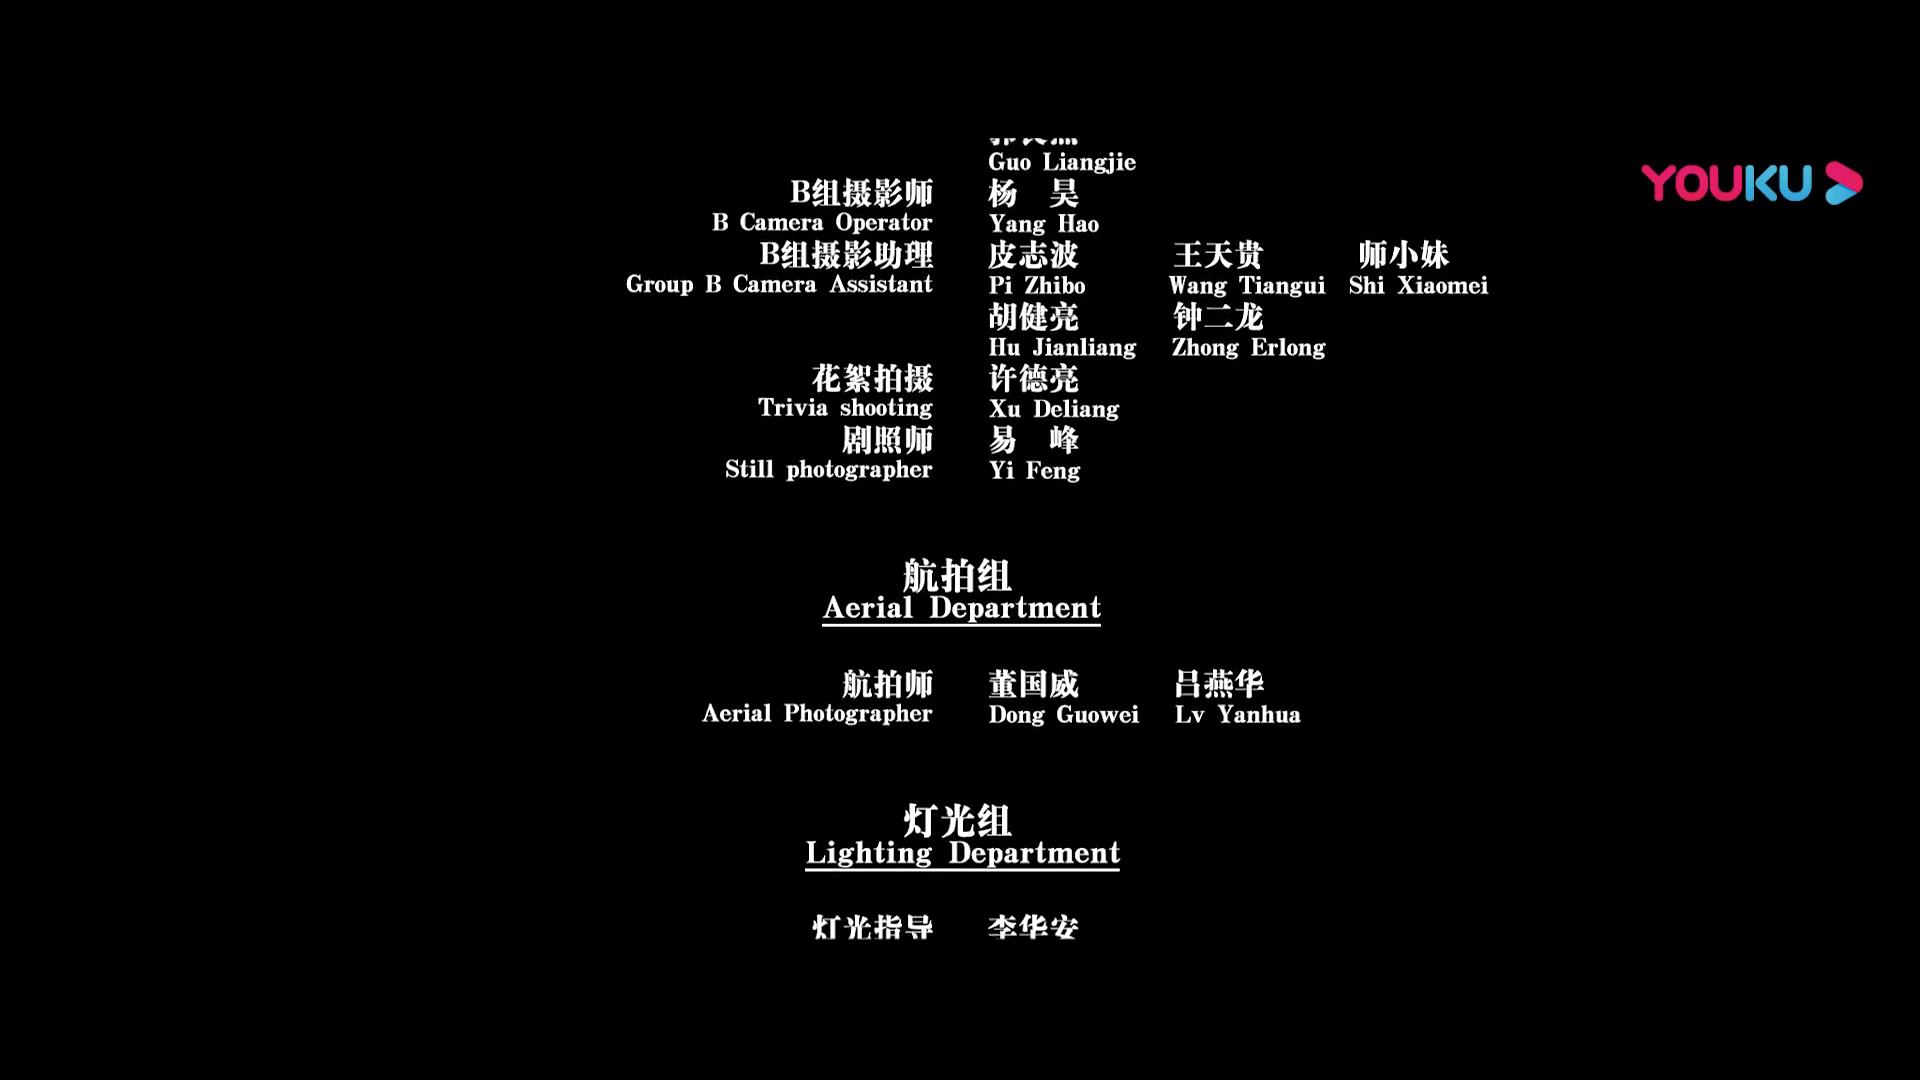 Guo Liangjie
YOUKU
B组摄影师 杨 昊
B Camera Operator Yang Hao
B组摄影助理 皮志波 王天贵 师小妹
Group B Camera Assistant Pi Zhibo Wang Tiangui Shi Xiaomei
胡健亮 钟二龙
Hu Jianliang Zhong Erlong
花絮拍摄 许德亮
Trivia shooting Xu Deliang
剧照师 易 峰
Still photographer Yi Feng
航拍组
Aerial Department
航拍师 董国威 吕燕华
Aerial Photographer Dong Guowei Lv Yanhua
灯光组
Lighting Department
灯光指导 李华安